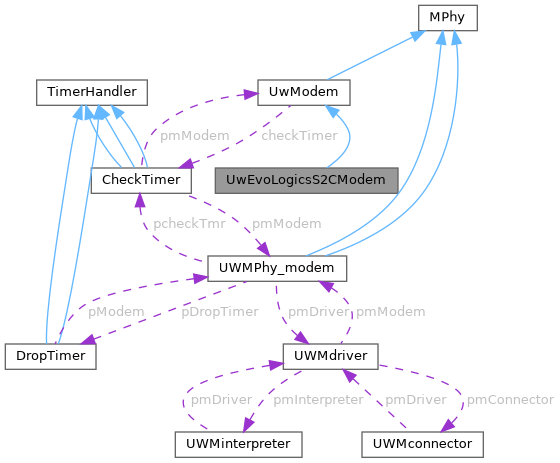 MPhy
TimerHandler
UwModem
pmModem
checkTimer
CheckTimer
UwEvoLogicsS2CModem
pcheckTmr
pmModem
UWMPhy_modem
pModem
pDropTimer
pmDriver
pmModem
DropTimer
UWMdriver
pmDriver
pmInterpreter
pmDriver
pmConnector
UWMinterpreter
UWMconnector